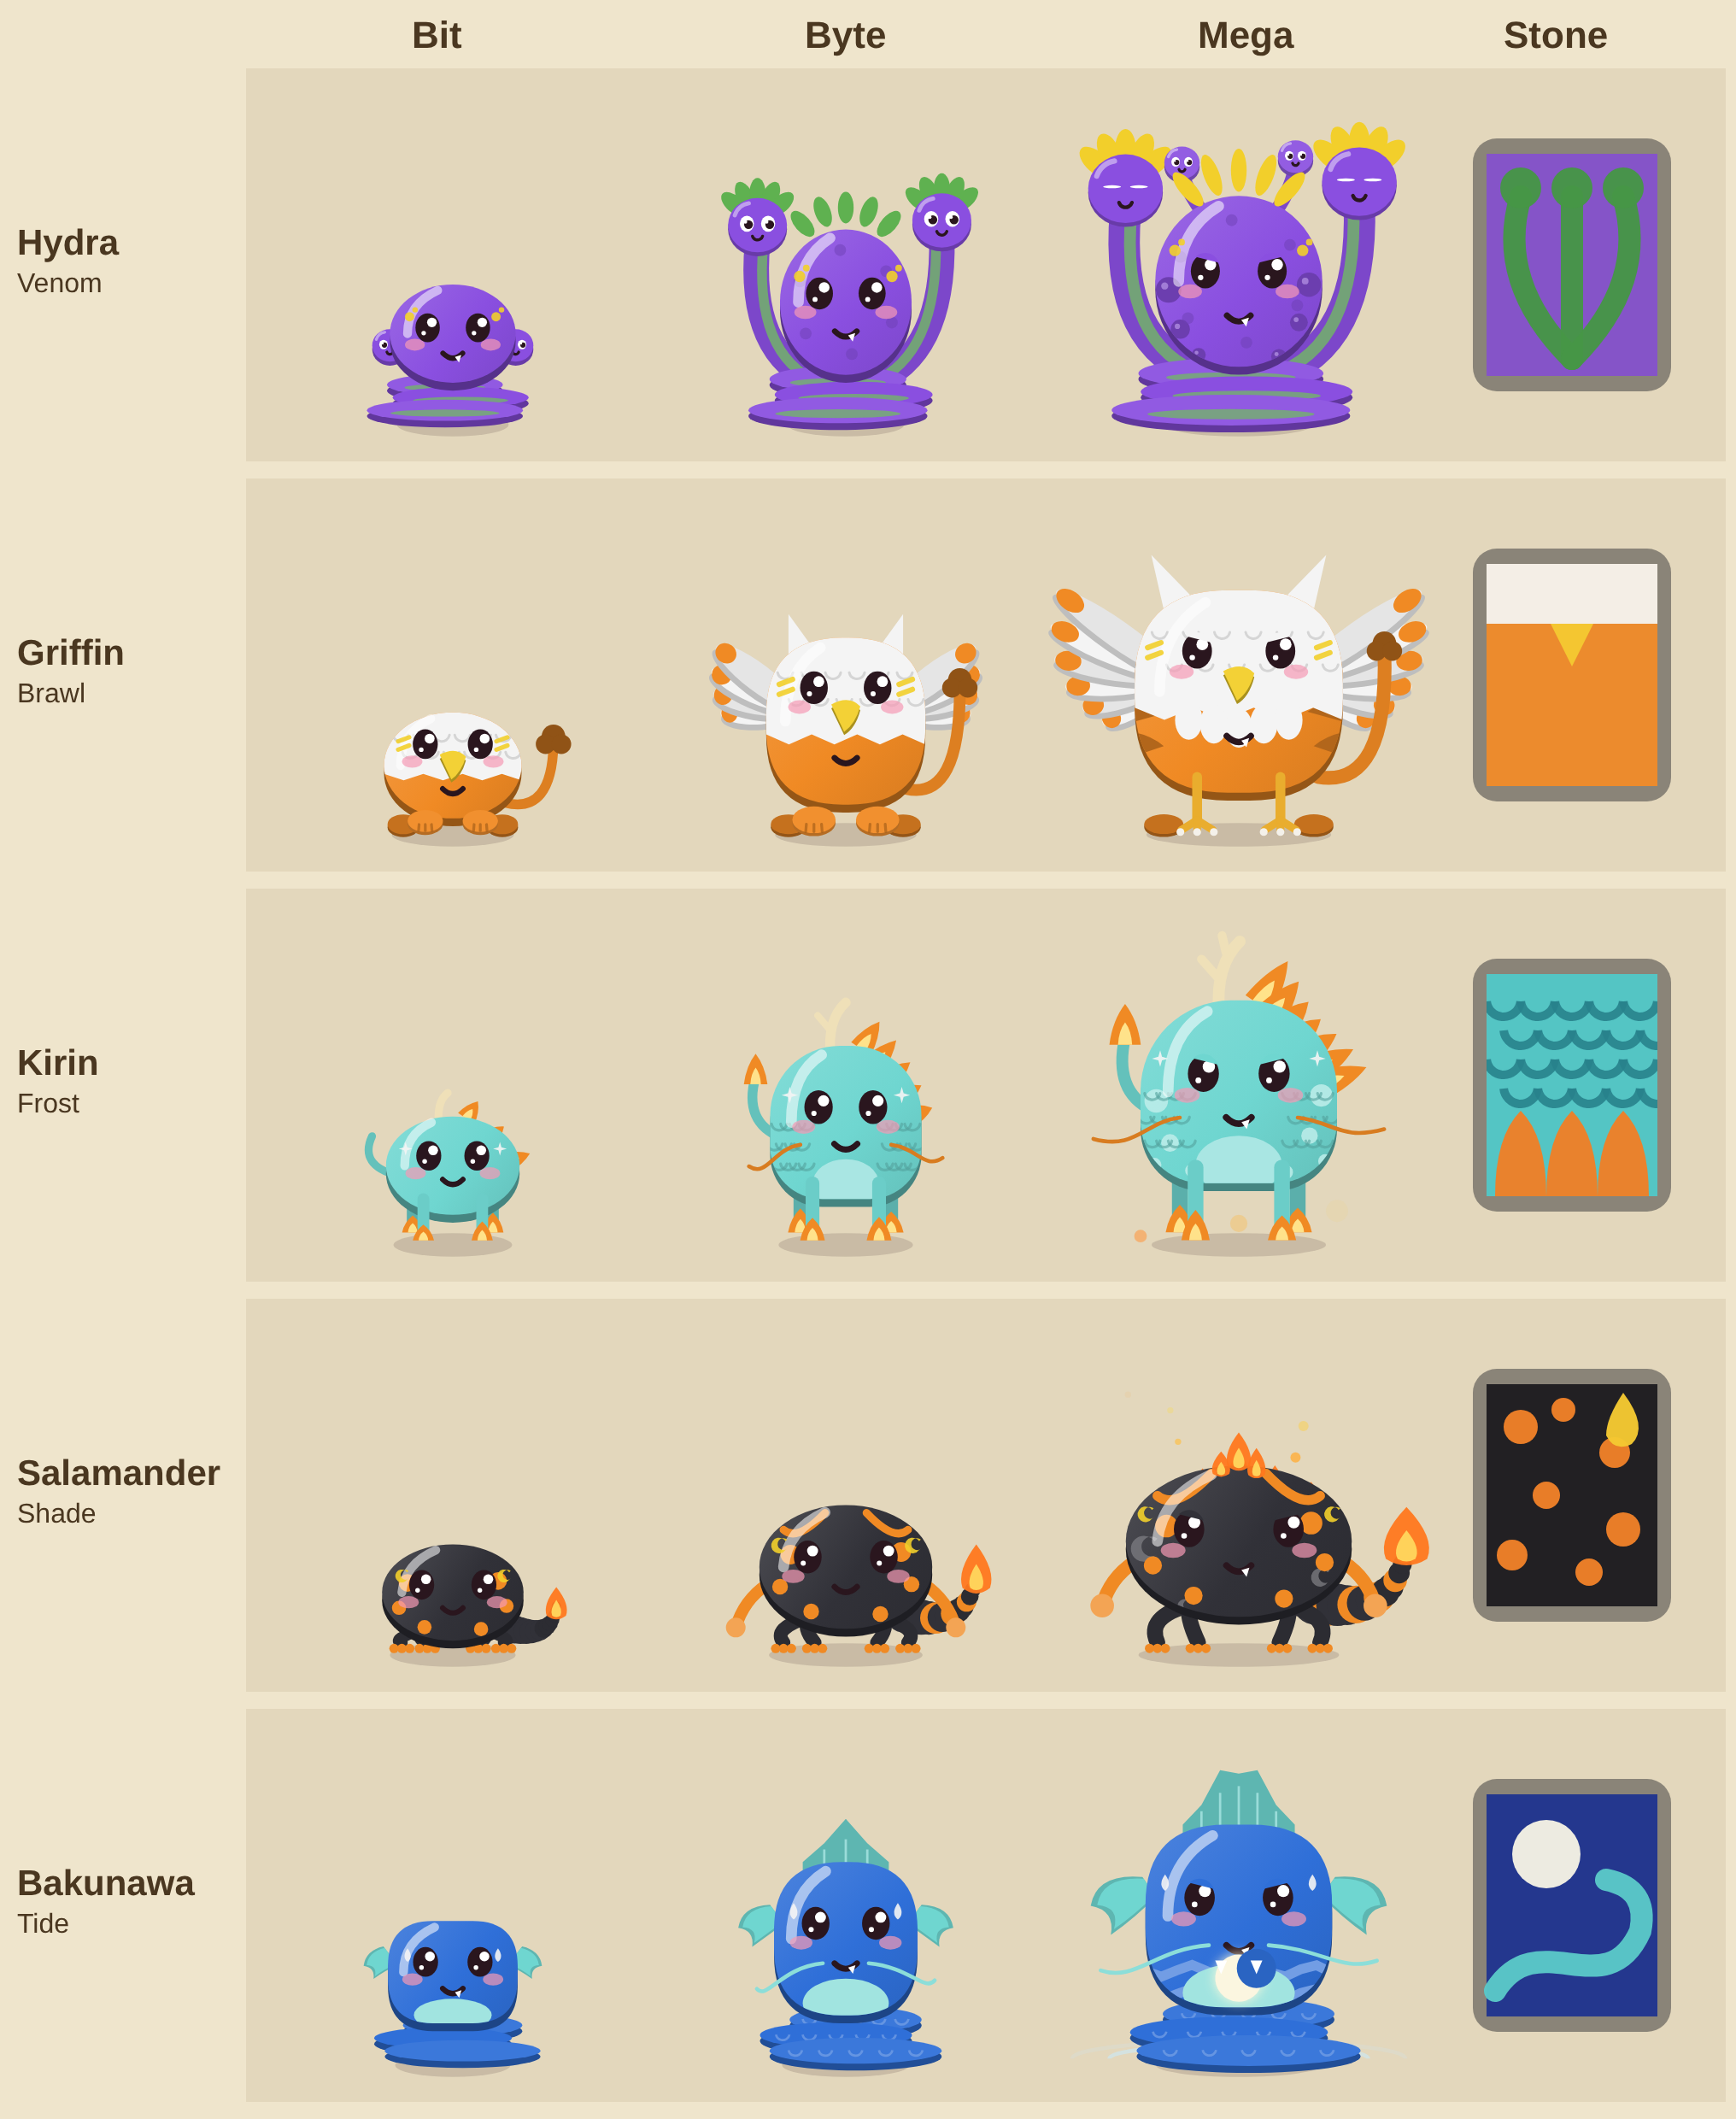 Bit Byte Mega Stone
Hydra
Venom
Griffin
Brawl
Kirin
Frost
Salamander
Shade
Bakunawa
Tide